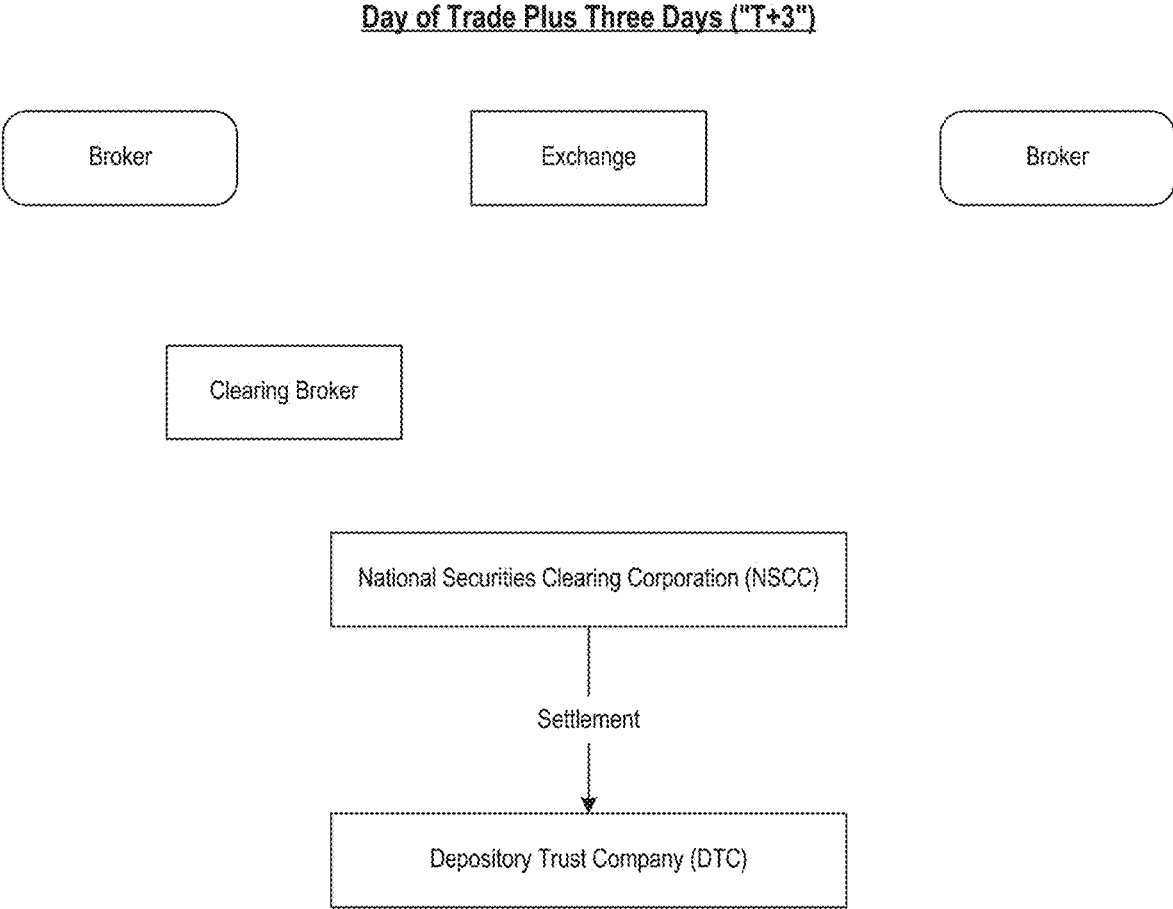 Day of Trade Plus Three Days ("T+3")
Broker
Exchange
Broker
Clearing Broker
National Securities Clearing Corporation (NSCC)
Settlement
Depository Trust Company (DTC)